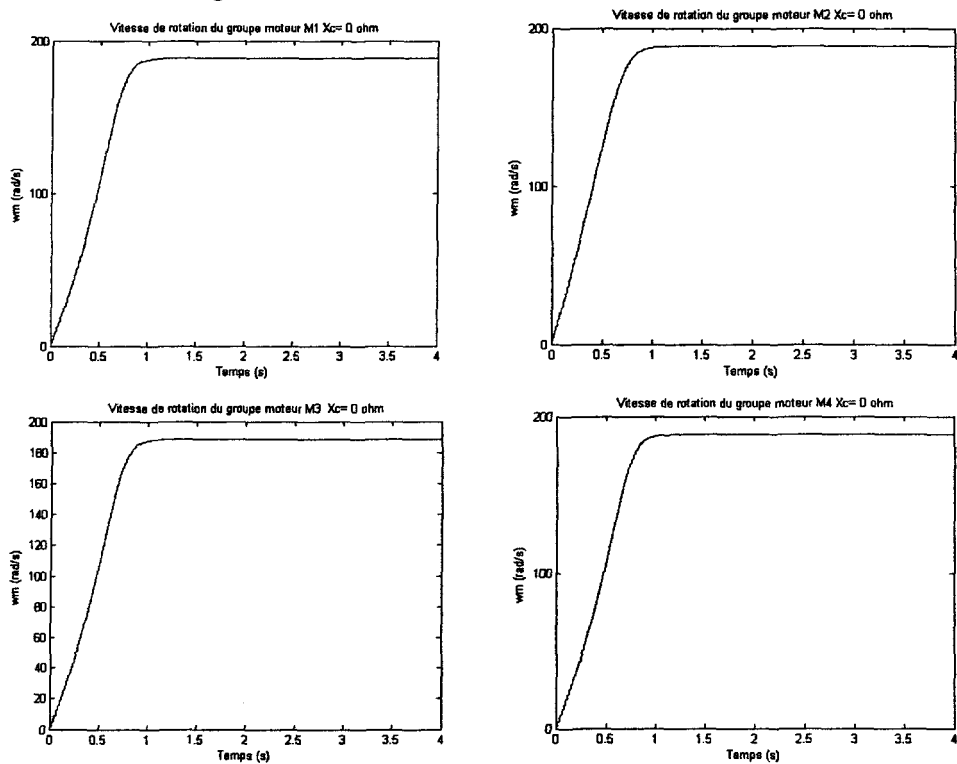 Vitesse de rotation du groupe moteur M1 Xc= 0 ohm
200
100
0
wm (rad/s)
0 0.5 1 1.5 2 2.5 3 3.5 4
Temps (s)
Vitesse de rotation du groupe moteur M2 Xc= 0 ohm
200
100
0
wm (rad/s)
0 0.5 1 1.5 2 2.5 3 3.5 4
Temps (s)
Vitesse de rotation du groupe moteur M3 Xc= 0 ohm
200
180
160
140
120
100
80
60
40
20
0
wm (rad/s)
0 0.5 1 1.5 2 2.5 3 3.5 4
Temps (s)
Vitesse de rotation du groupe moteur M4 Xc= 0 ohm
200
100
0
wm (rad/s)
0 0.5 1 1.5 2 2.5 3 3.5 4
Temps (s)